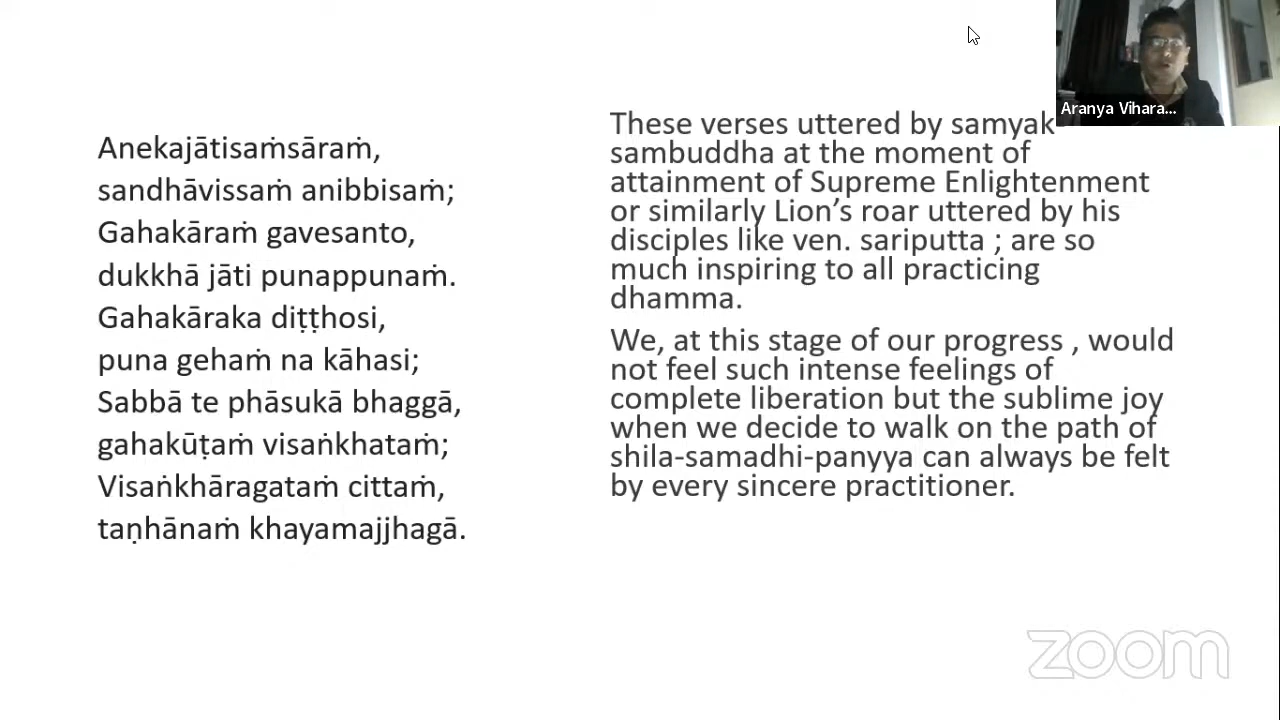 Anekajātisaṁsāraṁ,
sandhāvissaṁ anibbisaṁ;
Gahakāraṁ gavesanto,
dukkhā jāti punappunaṁ.
Gahakāraka diṭṭhosi,
puna gehaṁ na kāhasi;
Sabbā te phāsukā bhaggā,
gahakūṭaṁ visaṅkhataṁ;
Visaṅkhāragataṁ cittaṁ,
taṇhānaṁ khayamajjhagā.
These verses uttered by samyak
sambuddha at the moment of
attainment of Supreme Enlightenment
or similarly Lion’s roar uttered by his
disciples like ven. sariputta ; are so
much inspiring to all practicing
dhamma.
We, at this stage of our progress , would
not feel such intense feelings of
complete liberation but the sublime joy
when we decide to walk on the path of
shila-samadhi-panyya can always be felt
by every sincere practitioner.
Aranya Vihara...
zoom